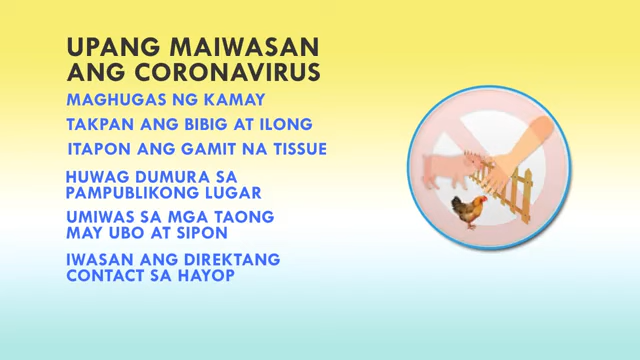 UPANG MAIWASAN
ANG CORONAVIRUS
MAGHUGAS NG KAMAY
TAKPAN ANG BIBIG AT ILONG
ITAPON ANG GAMIT NA TISSUE
HUWAG DUMURA SA
PAMPUBLIKONG LUGAR
UMIWAS SA MGA TAONG
MAY UBO AT SIPON
IWASAN ANG DIREKTANG
CONTACT SA HAYOP